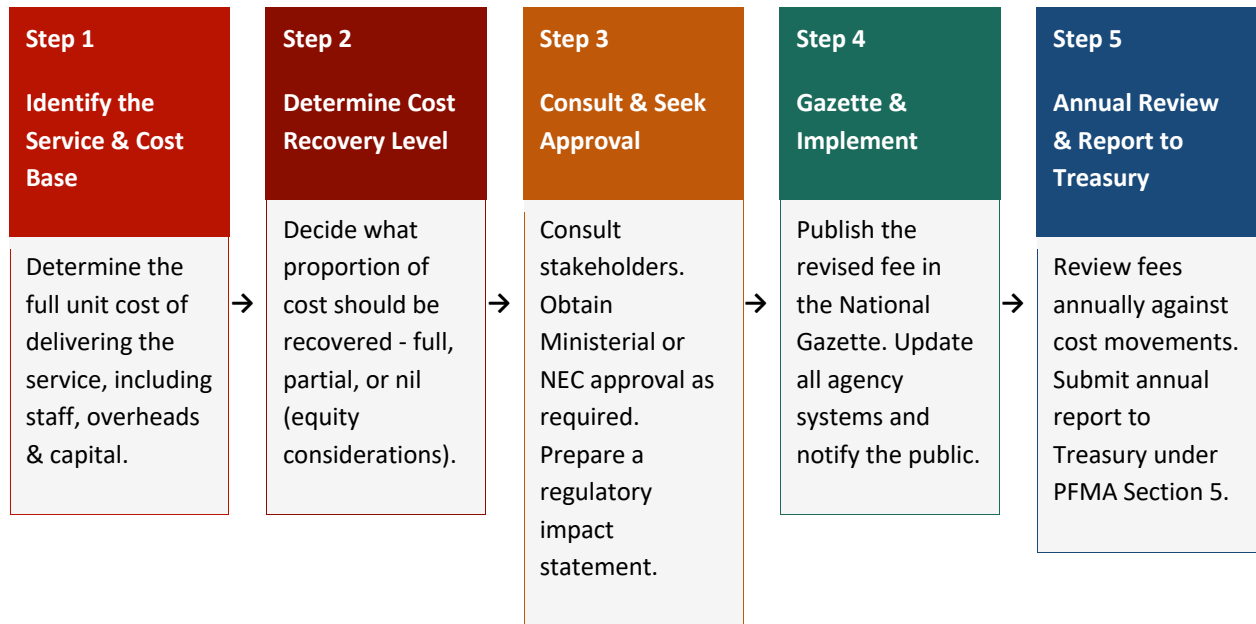 Step 1
Identify the
Service & Cost
Base
Determine the
full unit cost of
delivering the
service, including
staff, overheads
& capital.
→
Step 2
Determine Cost
Recovery Level
Decide what
proportion of
cost should be
recovered - full,
partial, or nil
(equity
considerations).
→
Step 3
Consult & Seek
Approval
Consult
stakeholders.
Obtain
Ministerial or
NEC approval as
required.
Prepare a
regulatory
impact
statement.
→
Step 4
Gazette &
Implement
Publish the
revised fee in
the National
Gazette. Update
all agency
systems and
notify the public.
→
Step 5
Annual Review
& Report to
Treasury
Review fees
annually against
cost movements.
Submit annual
report to
Treasury under
PFMA Section 5.